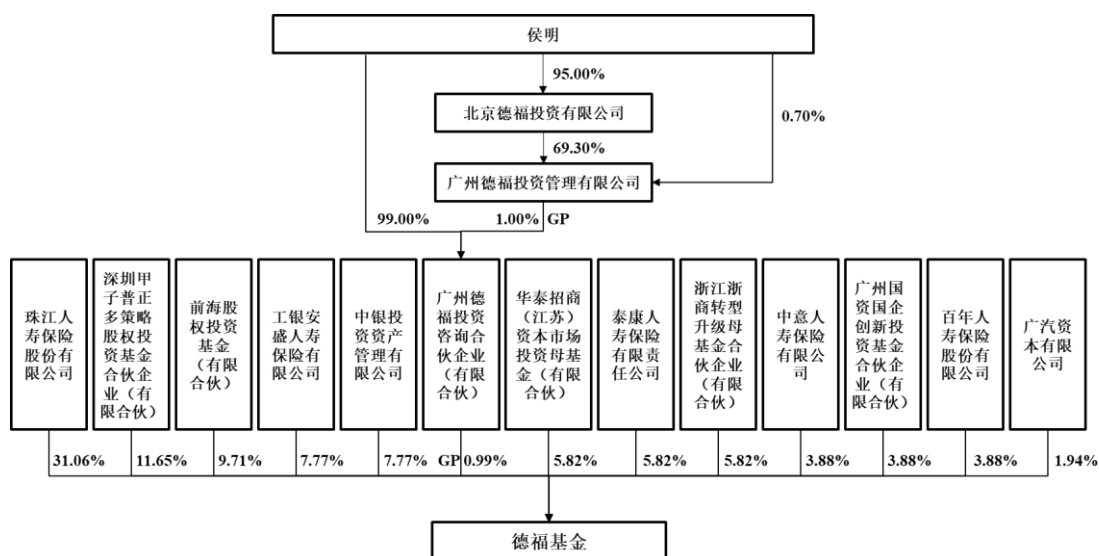 侯明
95.00%
北京德福投资有限公司
0.70%
69.30%
广州德福投资管理有限公司
99.00%
1.00% GP
珠江人
寿保险
股份有
限公司
深圳甲
子普正
多策略
股权投
资基金
合伙企
业（有
限合伙）
前海股
权投资
基金
（有限
合伙）
工银安
盛人寿
保险有
限公司
中银投
资资产
管理有
限公司
广州德
福投资
咨询合
伙企业
（有限
合伙）
华泰招商
（江苏）
资本市场
投资母基
金（有限
合伙）
泰康人
寿保险
有限责
任公司
浙江浙
商转型
升级母
基金合
伙企业
（有限
合伙）
中意人
寿保险
有限公
司
广州国
资国企
创新投
资基金
合伙企
业（有
限合伙）
百年人
寿保险
股份有
限公司
广汽资
本有限
公司
31.06%
11.65%
9.71%
7.77%
7.77%
GP 0.99%
5.82%
5.82%
5.82%
3.88%
3.88%
3.88%
1.94%
德福基金